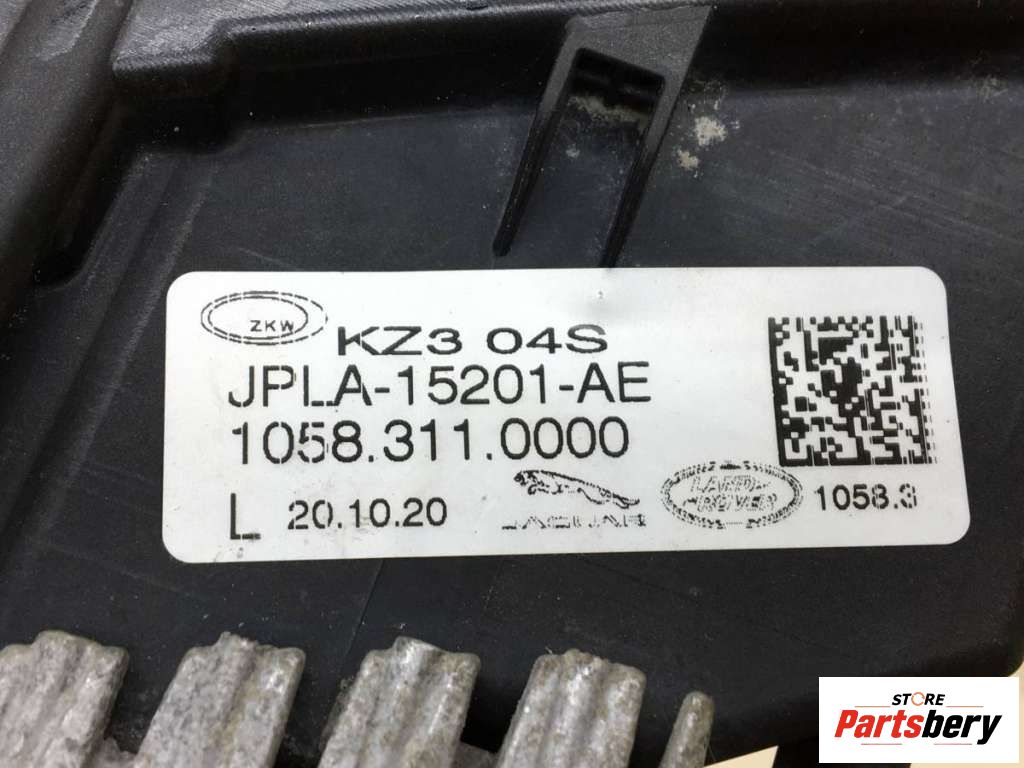 ZKW
KZ3 04S
JPLA-15201-AE
1058.311.0000
L 20.10.20
JAGUAR
LAND
ROVER
1058.3
STORE
Partsbery